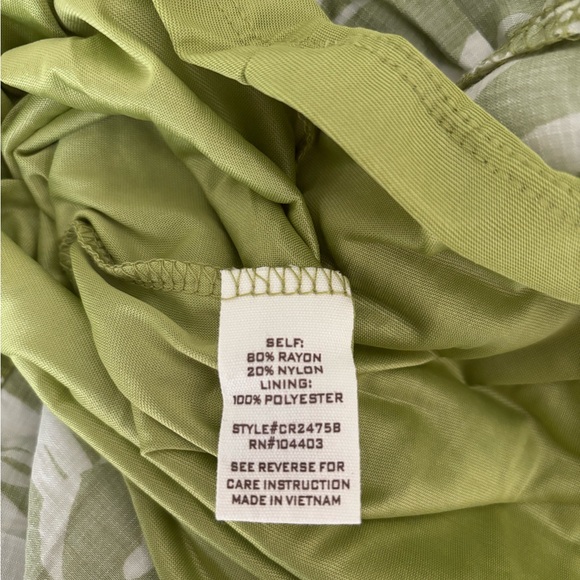 SELF:
80% RAYON
20% NYLON
LINING:
100% POLYESTER
STYLE#CR2475B
RN#104403
SEE REVERSE FOR
CARE INSTRUCTION
MADE IN VIETNAM